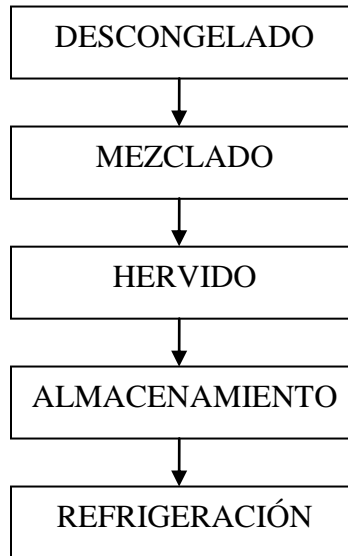 DESCONGELADO
MEZCLADO
HERVIDO
ALMACENAMIENTO
REFRIGERACIÓN